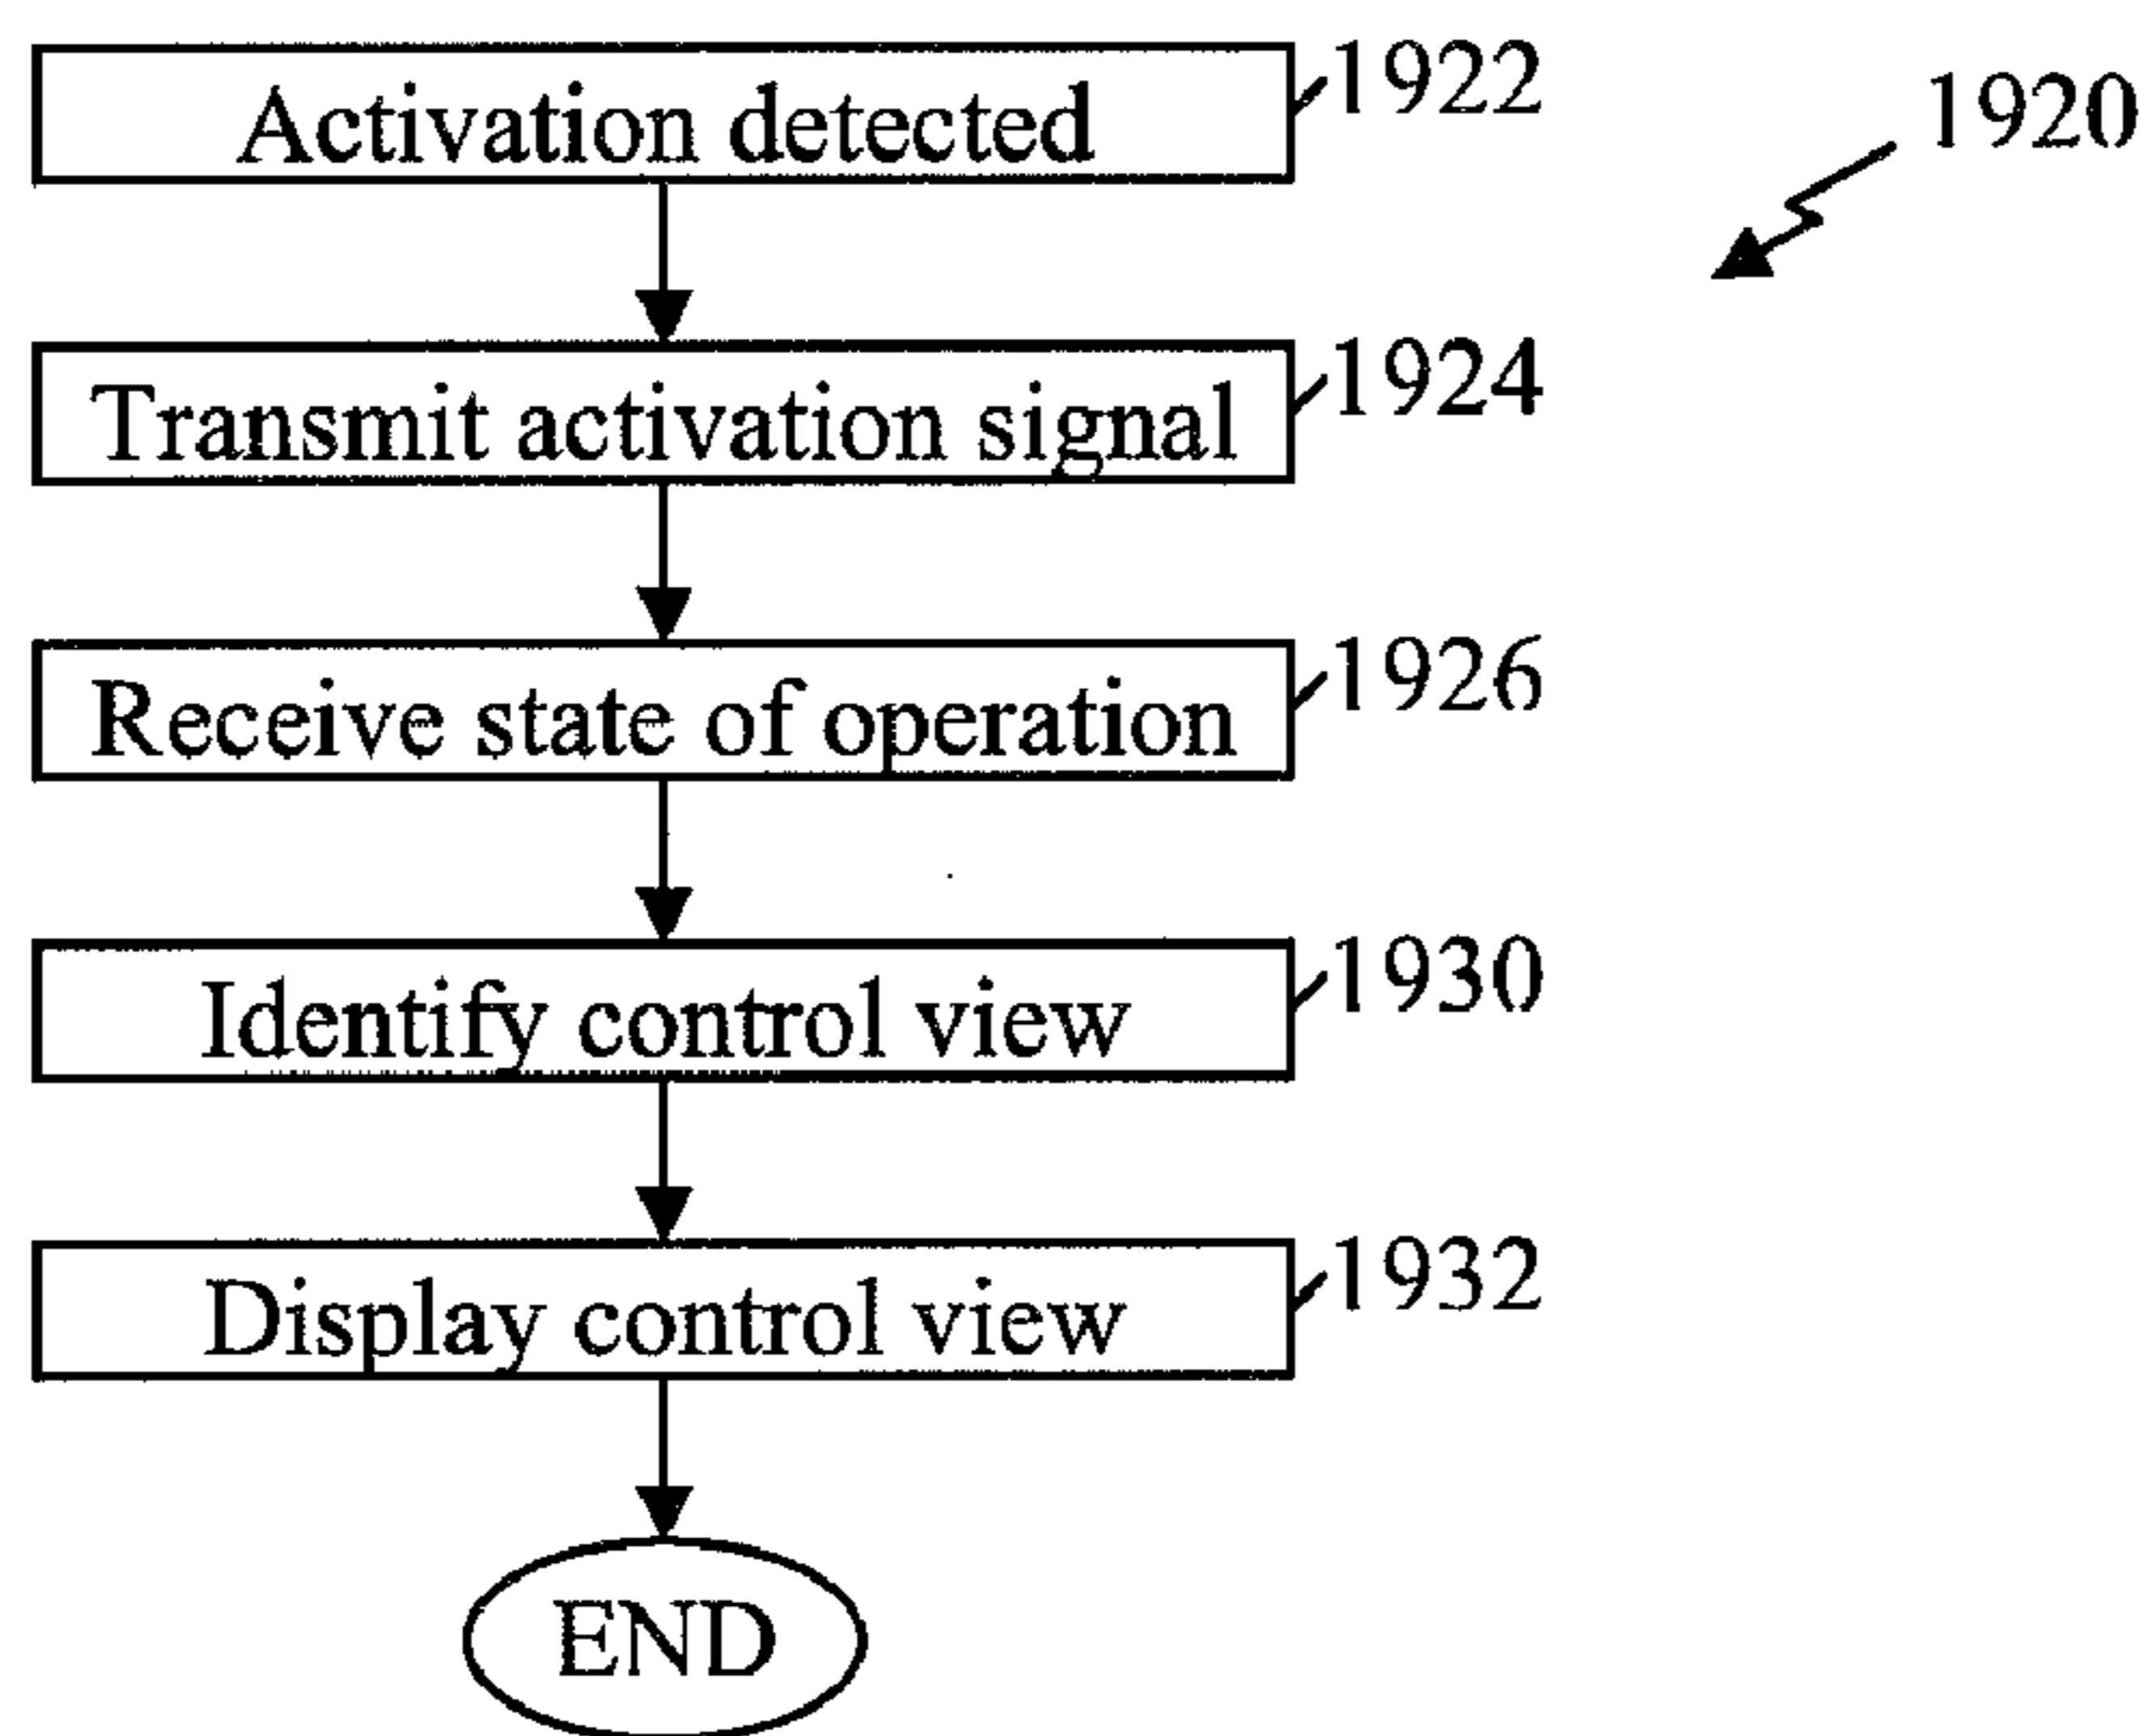 Activation detected 1922
1920
Transmit activation signal 1924
Receive state of operation 1926
Identify control view 1930
Display control view 1932
END